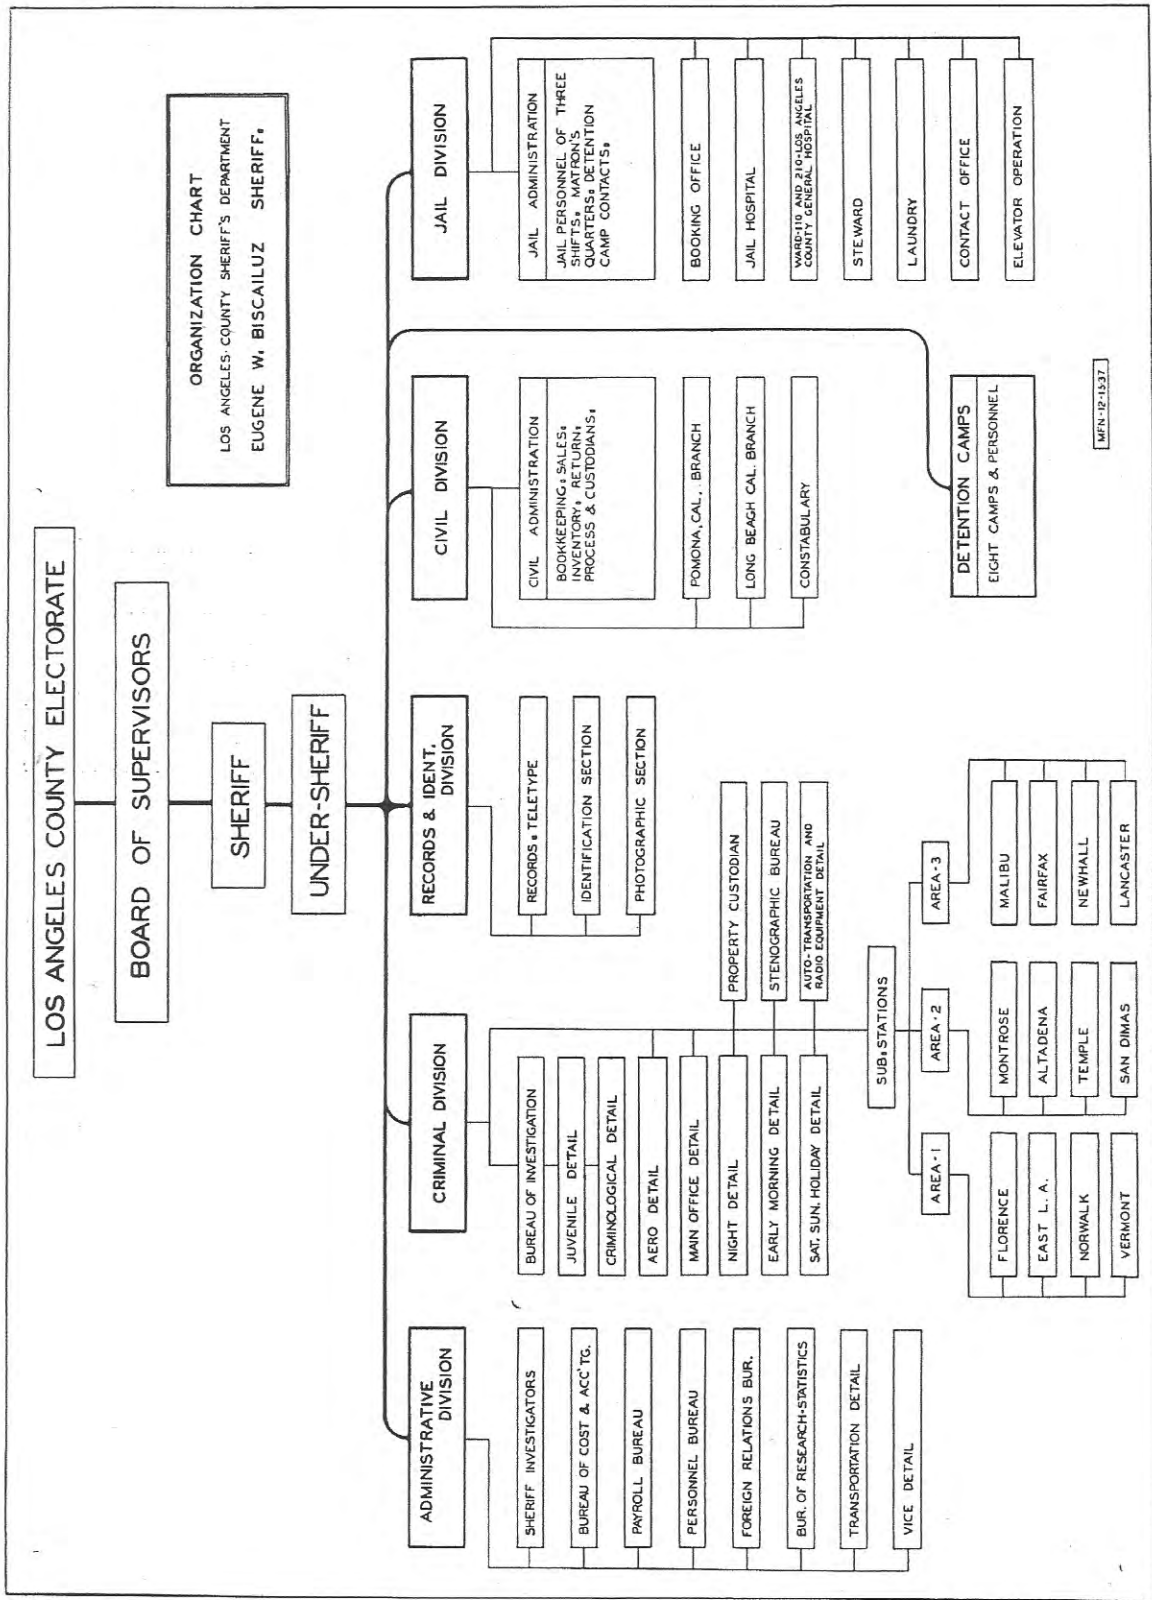 LOS ANGELES COUNTY ELECTORATE
BOARD OF SUPERVISORS
SHERIFF
UNDER-SHERIFF
ORGANIZATION CHART
LOS ANGELES COUNTY SHERIFF'S DEPARTMENT
EUGENE W. BISCAILUZ SHERIFF.
ADMINISTRATIVE
DIVISION
SHERIFF INVESTIGATORS
BUREAU OF COST & ACC'TG.
PAYROLL BUREAU
PERSONNEL BUREAU
FOREIGN RELATIONS BUR.
BUR. OF RESEARCH-STATISTICS
TRANSPORTATION DETAIL
VICE DETAIL
CRIMINAL DIVISION
BUREAU OF INVESTIGATION
JUVENILE DETAIL
CRIMINOLOGICAL DETAIL
AERO DETAIL
MAIN OFFICE DETAIL
NIGHT DETAIL
EARLY MORNING DETAIL
SAT. SUN. HOLIDAY DETAIL
PROPERTY CUSTODIAN
STENOGRAPHIC BUREAU
AUTO-TRANSPORTATION AND
RADIO EQUIPMENT DETAIL
SUB-STATIONS
AREA-1
FLORENCE
EAST L. A.
NORWALK
VERMONT
AREA-2
MONTROSE
ALTADENA
TEMPLE
SAN DIMAS
AREA-3
MALIBU
FAIRFAX
NEWHALL
LANCASTER
RECORDS & IDENT.
DIVISION
RECORDS-TELETYPE
IDENTIFICATION SECTION
PHOTOGRAPHIC SECTION
CIVIL DIVISION
CIVIL ADMINISTRATION
BOOKKEEPING-SALES-
INVENTORY-RETURN-
PROCESS & CUSTODIANS-
POMONA, CAL. BRANCH
LONG BEACH CAL. BRANCH
CONSTABULARY
DETENTION CAMPS
EIGHT CAMPS & PERSONNEL
JAIL DIVISION
JAIL ADMINISTRATION
JAIL PERSONNEL OF THREE
SHIFTS- MATRON'S
QUARTERS- DETENTION
CAMP CONTACTS-
BOOKING OFFICE
JAIL HOSPITAL
WARD-110 AND 210-LOS ANGELES
COUNTY GENERAL HOSPITAL
STEWARD
LAUNDRY
CONTACT OFFICE
ELEVATOR OPERATION
MFN-12-15-37